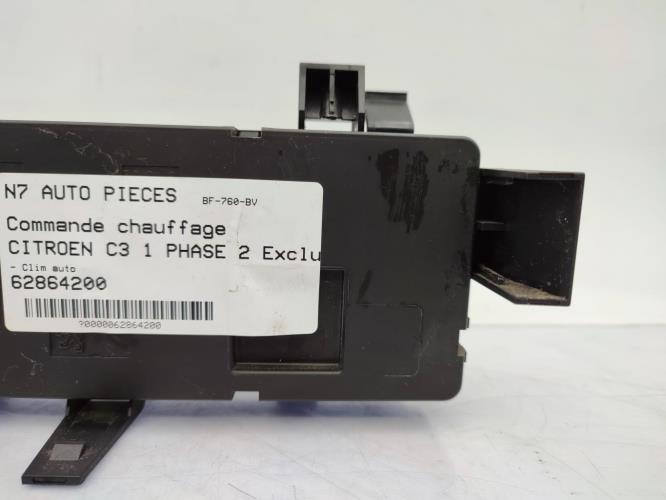 N7 AUTO PIECES BF-760-BV
Commande chauffage
CITROEN C3 1 PHASE 2 Exclu
- Clim auto
62864200
?0000062864200